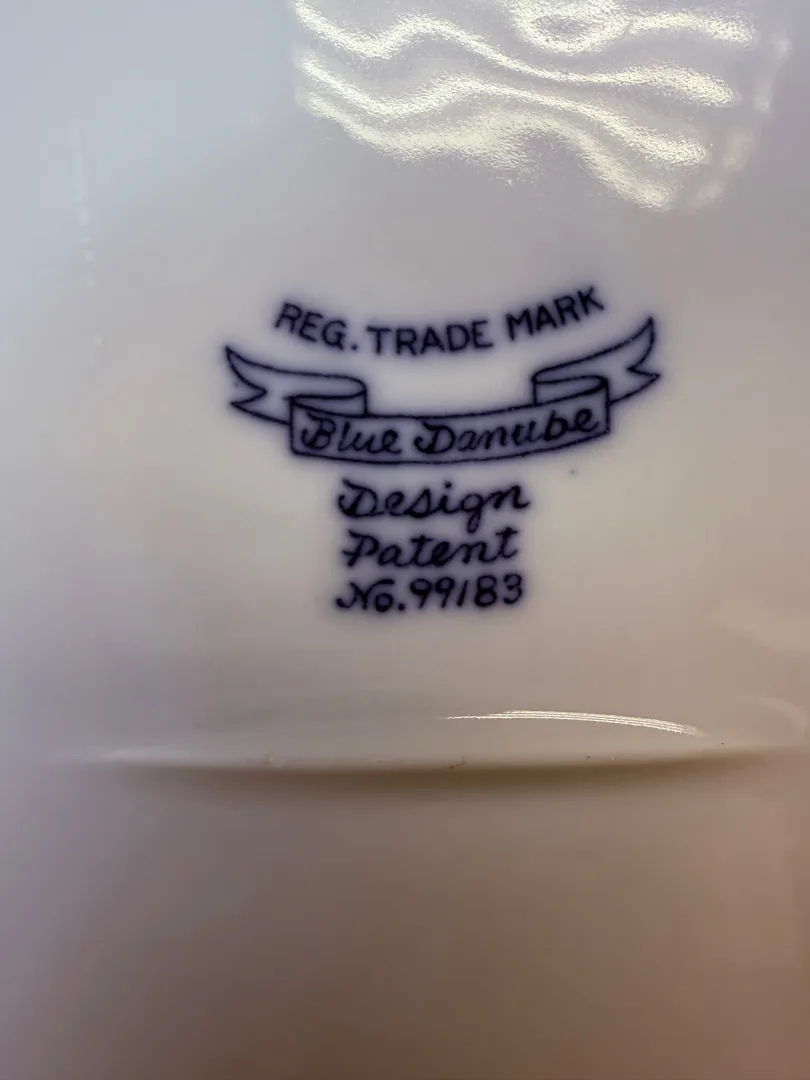 REG. TRADE MARK
Blue Danube
Design
Patent
No. 99183